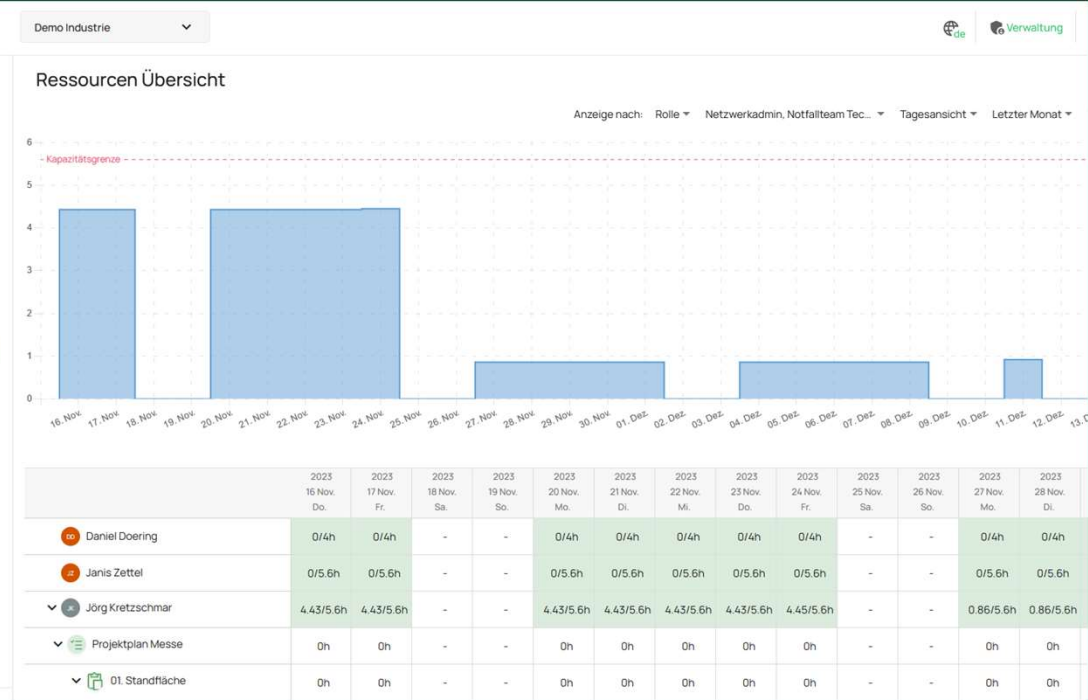 Demo Industrie
de
Verwaltung
Ressourcen Übersicht
Anzeige nach: Rolle Netzwerkadmin, Notfallteam Tec... Tagesansicht Letzter Monat
6
Kapazitätsgrenze
5
4
3
2
1
0
16. Nov. 17. Nov. 18. Nov. 19. Nov. 20. Nov. 21. Nov. 22. Nov. 23. Nov. 24. Nov. 25. Nov. 26. Nov. 27. Nov. 28. Nov. 29. Nov. 30. Nov. 01. Dez. 02. Dez. 03. Dez. 04. Dez. 05. Dez. 06. Dez. 07. Dez. 08. Dez. 09. Dez. 10. Dez. 11. Dez. 12. Dez. 13. D
2023 2023 2023 2023 2023 2023 2023 2023 2023 2023 2023 2023 2023
16 Nov. 17 Nov. 18 Nov. 19 Nov. 20 Nov. 21 Nov. 22 Nov. 23 Nov. 24 Nov. 25 Nov. 26 Nov. 27 Nov. 28 Nov.
Do. Fr. Sa. So. Mo. Di. Mi. Do. Fr. Sa. So. Mo. Di.
DD Daniel Doering 0/4h 0/4h - - 0/4h 0/4h 0/4h 0/4h 0/4h - - 0/4h 0/4h
JZ Janis Zettel 0/5.6h 0/5.6h - - 0/5.6h 0/5.6h 0/5.6h 0/5.6h 0/5.6h - - 0/5.6h 0/5.6h
JK Jörg Kretzschmar 4.43/5.6h 4.43/5.6h - - 4.43/5.6h 4.43/5.6h 4.43/5.6h 4.43/5.6h 4.45/5.6h - - 0.86/5.6h 0.86/5.6h
Projektplan Messe 0h 0h - - 0h 0h 0h 0h 0h - - 0h 0h
01. Standfläche 0h 0h - - 0h 0h 0h 0h 0h - - 0h 0h